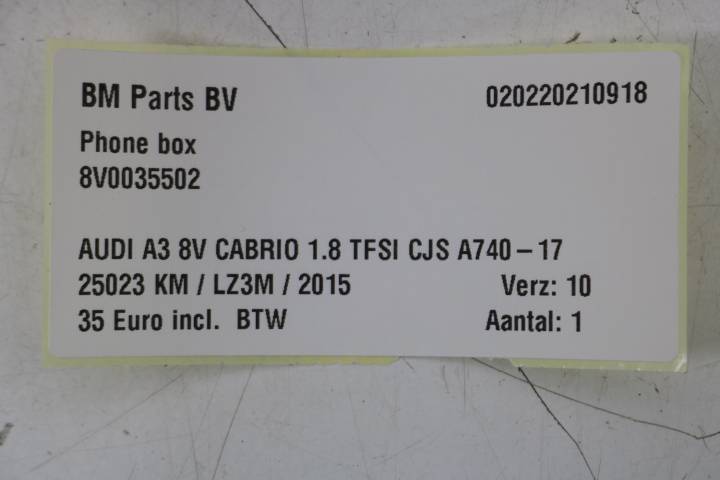 BM Parts BV 020220210918
Phone box
8V0035502
AUDI A3 8V CABRIO 1.8 TFSI CJS A740-17
25023 KM / LZ3M / 2015 Verz: 10
35 Euro incl. BTW Aantal: 1